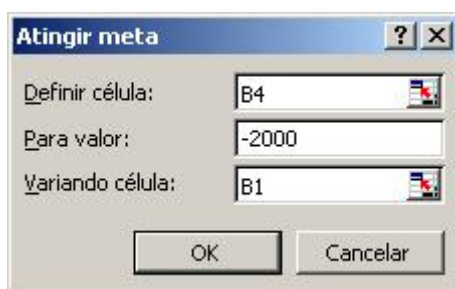 Atingir meta
Definir célula: B4
Para valor: -2000
Variando célula: B1
OK Cancelar